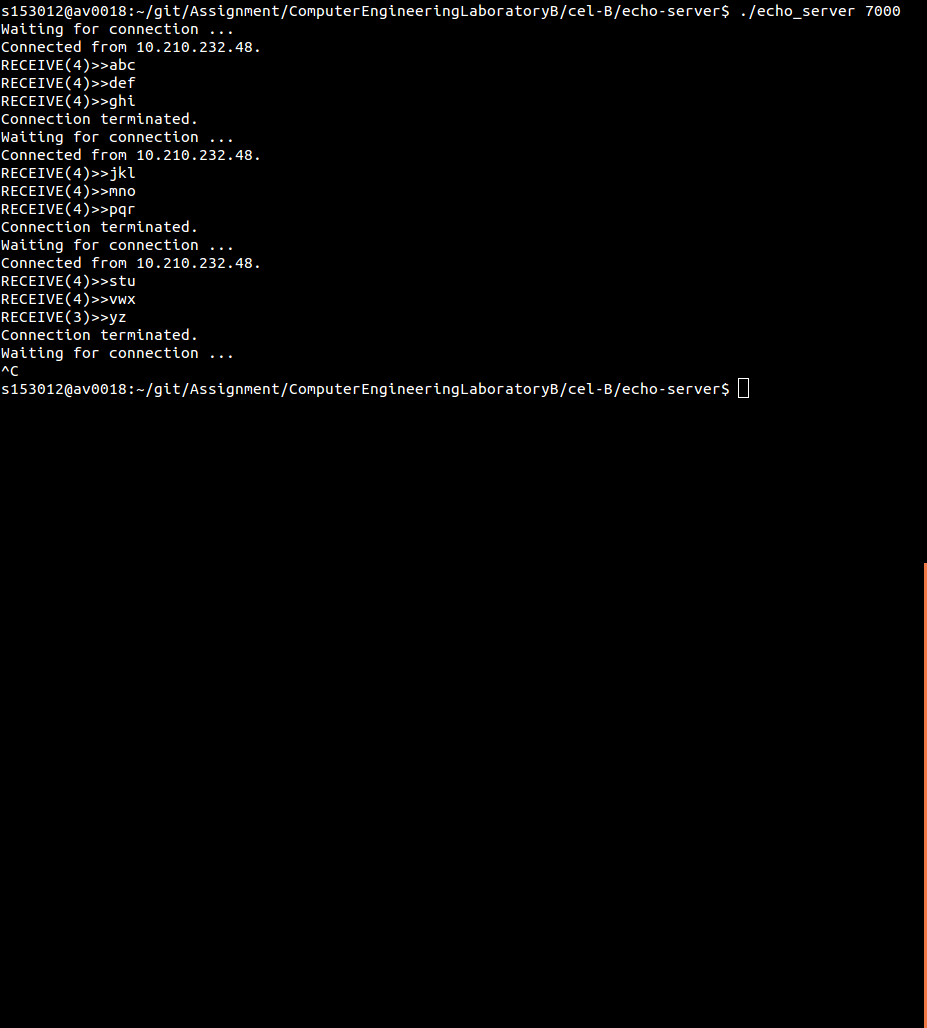 s153012@av0018:~/git/Assignment/ComputerEngineeringLaboratoryB/cel-B/echo-server$ ./echo_server 7000
Waiting for connection ...
Connected from 10.210.232.48.
RECEIVE(4)>>abc
RECEIVE(4)>>def
RECEIVE(4)>>ghi
Connection terminated.
Waiting for connection ...
Connected from 10.210.232.48.
RECEIVE(4)>>jkl
RECEIVE(4)>>mno
RECEIVE(4)>>pqr
Connection terminated.
Waiting for connection ...
Connected from 10.210.232.48.
RECEIVE(4)>>stu
RECEIVE(4)>>vwx
RECEIVE(3)>>yz
Connection terminated.
Waiting for connection ...
^C
s153012@av0018:~/git/Assignment/ComputerEngineeringLaboratoryB/cel-B/echo-server$